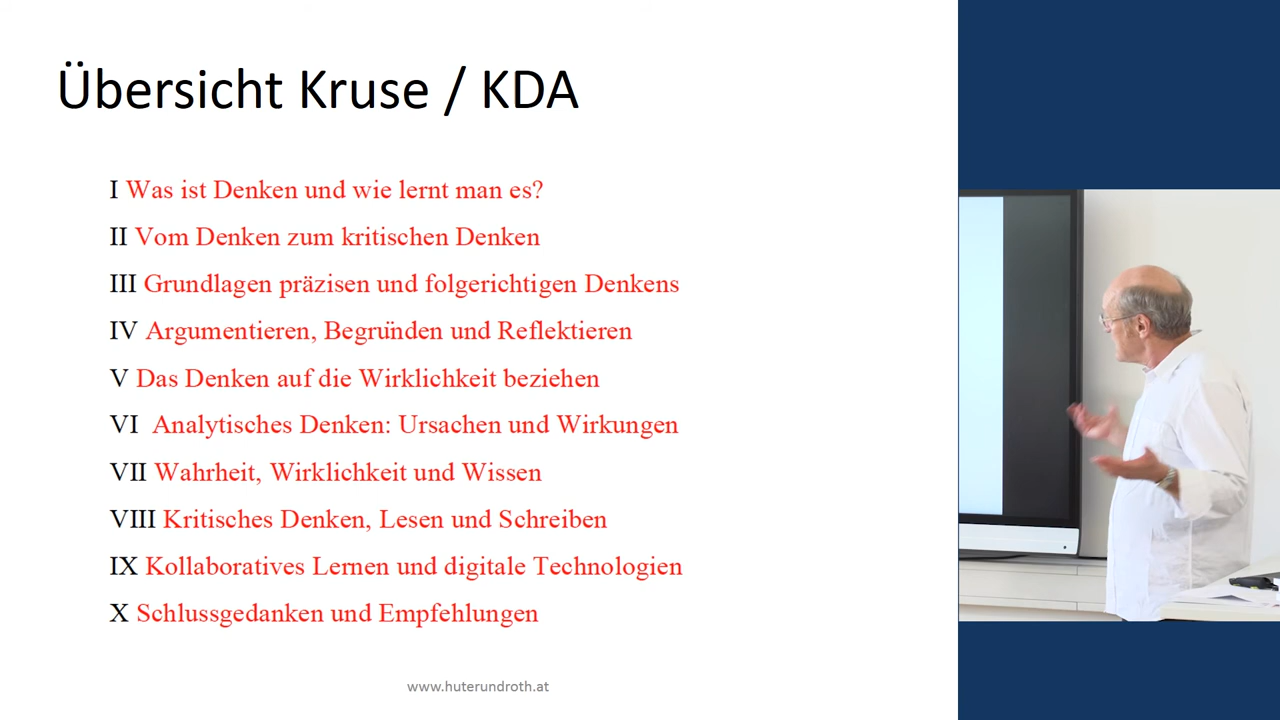 Übersicht Kruse / KDA
I Was ist Denken und wie lernt man es?
II Vom Denken zum kritischen Denken
III Grundlagen präzisen und folgerichtigen Denkens
IV Argumentieren, Begründen und Reflektieren
V Das Denken auf die Wirklichkeit beziehen
VI Analytisches Denken: Ursachen und Wirkungen
VII Wahrheit, Wirklichkeit und Wissen
VIII Kritisches Denken, Lesen und Schreiben
IX Kollaboratives Lernen und digitale Technologien
X Schlussgedanken und Empfehlungen
www.huterundroth.at